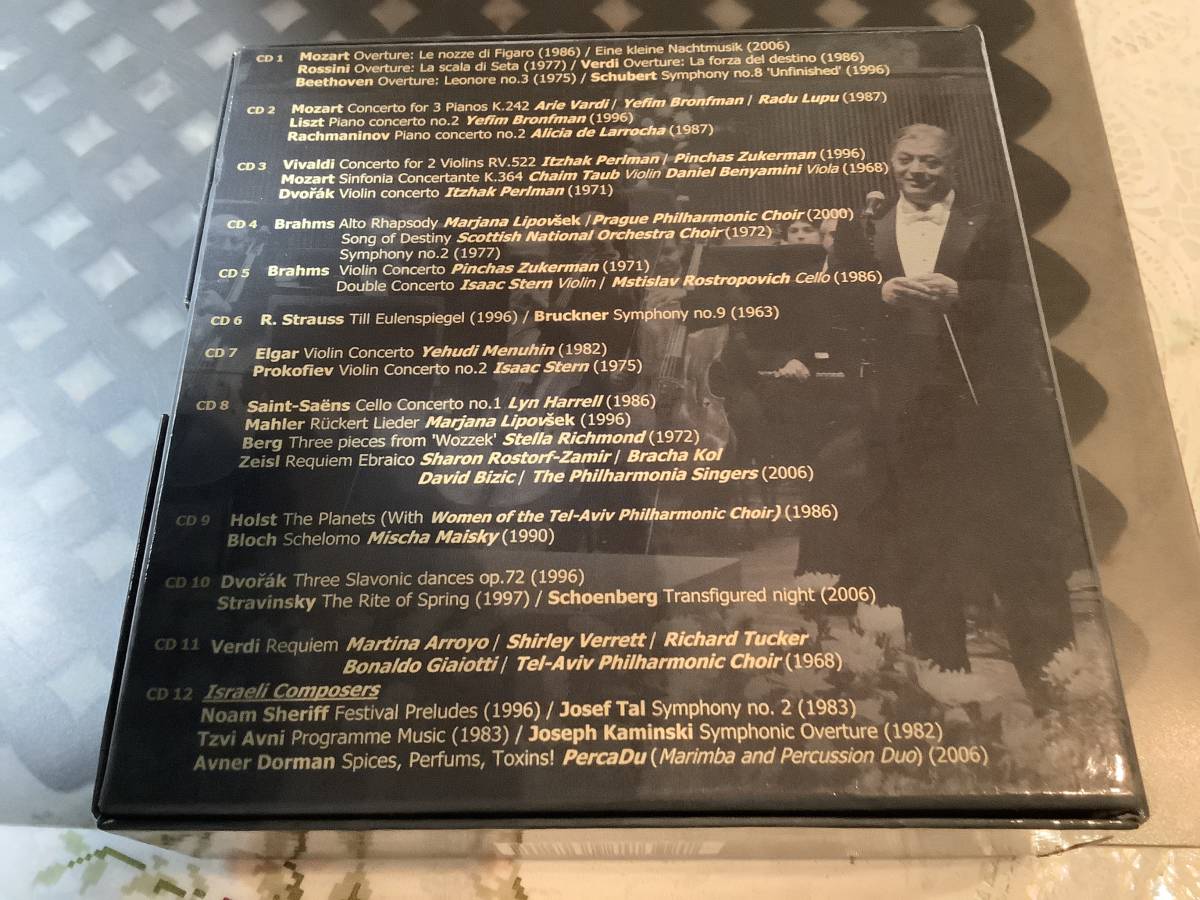 CD 1 Mozart Overture: Le nozze di Figaro (1986) / Eine kleine Nachtmusik (2006)
Rossini Overture: La scala di Seta (1977) / Verdi Overture: La forza del destino (1986)
Beethoven Overture: Leonore no.3 (1975) / Schubert Symphony no.8 'Unfinished' (1996)
CD 2 Mozart Concerto for 3 Pianos K.242 Arie Vardi / Yefim Bronfman / Radu Lupu (1987)
Liszt Piano concerto no.2 Yefim Bronfman (1996)
Rachmaninov Piano concerto no.2 Alicia de Larrocha (1987)
CD 3 Vivaldi Concerto for 2 Violins RV.522 Itzhak Perlman / Pinchas Zukerman (1996)
Mozart Sinfonia Concertante K.364 Chaim Taub Violin Daniel Benyamini Viola (1968)
Dvořák Violin concerto Itzhak Perlman (1971)
CD 4 Brahms Alto Rhapsody Marjana Lipovšek / Prague Philharmonic Choir (2000)
Song of Destiny Scottish National Orchestra Choir (1972)
Symphony no.2 (1977)
CD 5 Brahms Violin Concerto Pinchas Zukerman (1971)
Double Concerto Isaac Stern Violin / Mstislav Rostropovich Cello (1986)
CD 6 R. Strauss Till Eulenspiegel (1996) / Bruckner Symphony no.9 (1963)
CD 7 Elgar Violin Concerto Yehudi Menuhin (1982)
Prokofiev Violin Concerto no.2 Isaac Stern (1975)
CD 8 Saint-Saëns Cello Concerto no.1 Lyn Harrell (1986)
Mahler Rückert Lieder Marjana Lipovšek (1996)
Berg Three pieces from 'Wozzek' Stella Richmond (1972)
Zeisl Requiem Ebraico Sharon Rostorf-Zamir / Bracha Kol
David Bizic / The Philharmonia Singers (2006)
CD 9 Holst The Planets (With Women of the Tel-Aviv Philharmonic Choir) (1986)
Bloch Schelomo Mischa Maisky (1990)
CD 10 Dvořák Three Slavonic dances op.72 (1996)
Stravinsky The Rite of Spring (1997) / Schoenberg Transfigured night (2006)
CD 11 Verdi Requiem Martina Arroyo / Shirley Verrett / Richard Tucker
Bonaldo Giaiotti / Tel-Aviv Philharmonic Choir (1968)
CD 12 Israeli Composers
Noam Sheriff Festival Preludes (1996) / Josef Tal Symphony no. 2 (1983)
Tzvi Avni Programme Music (1983) / Joseph Kaminski Symphonic Overture (1982)
Avner Dorman Spices, Perfums, Toxins! PercaDu (Marimba and Percussion Duo) (2006)